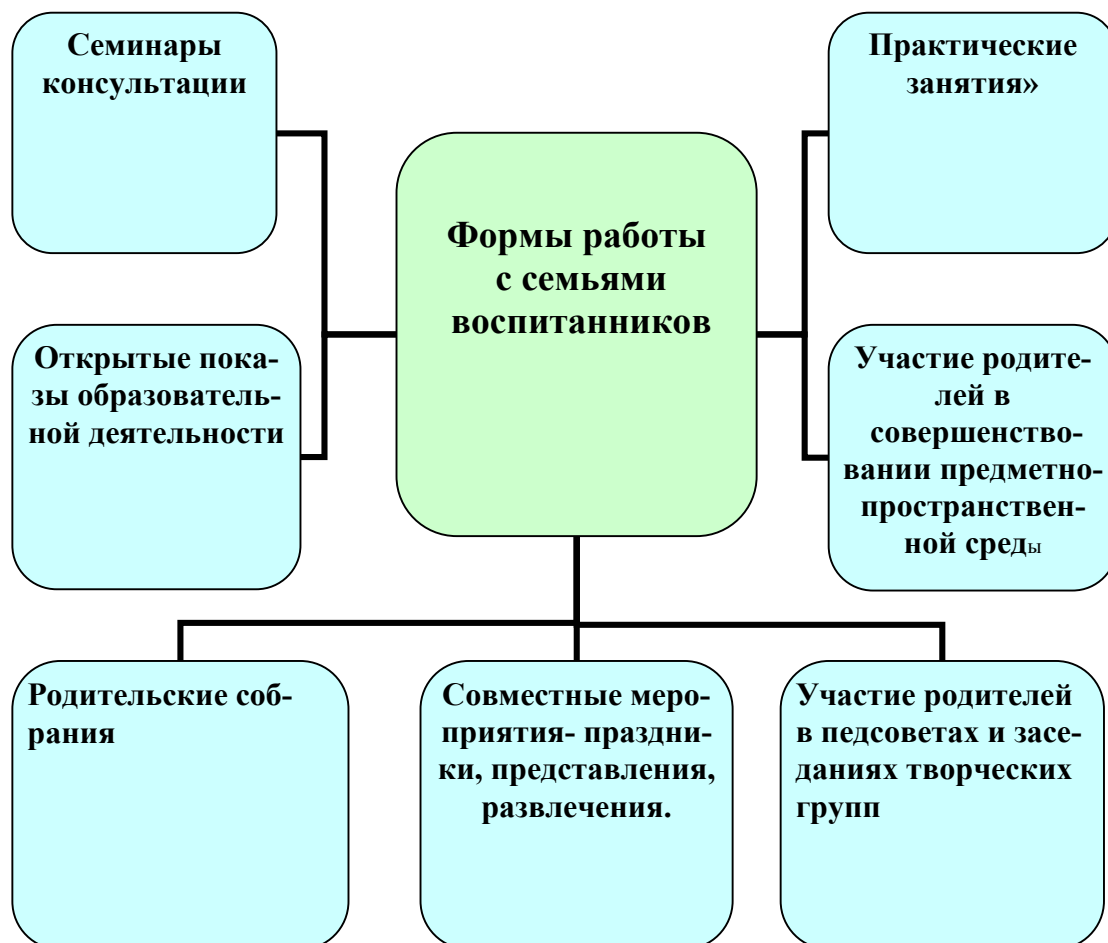 Семинары
консультации
Практические
занятия»
Формы работы
с семьями
воспитанников
Открытые пока-
зы образователь-
ной деятельности
Участие родите-
лей в
совершенство-
вании предметно-
пространствен-
ной среды
Родительские соб-
рания
Совместные меро-
приятия- праздни-
ки, представления,
развлечения.
Участие родителей
в педсоветах и засе-
даниях творческих
групп